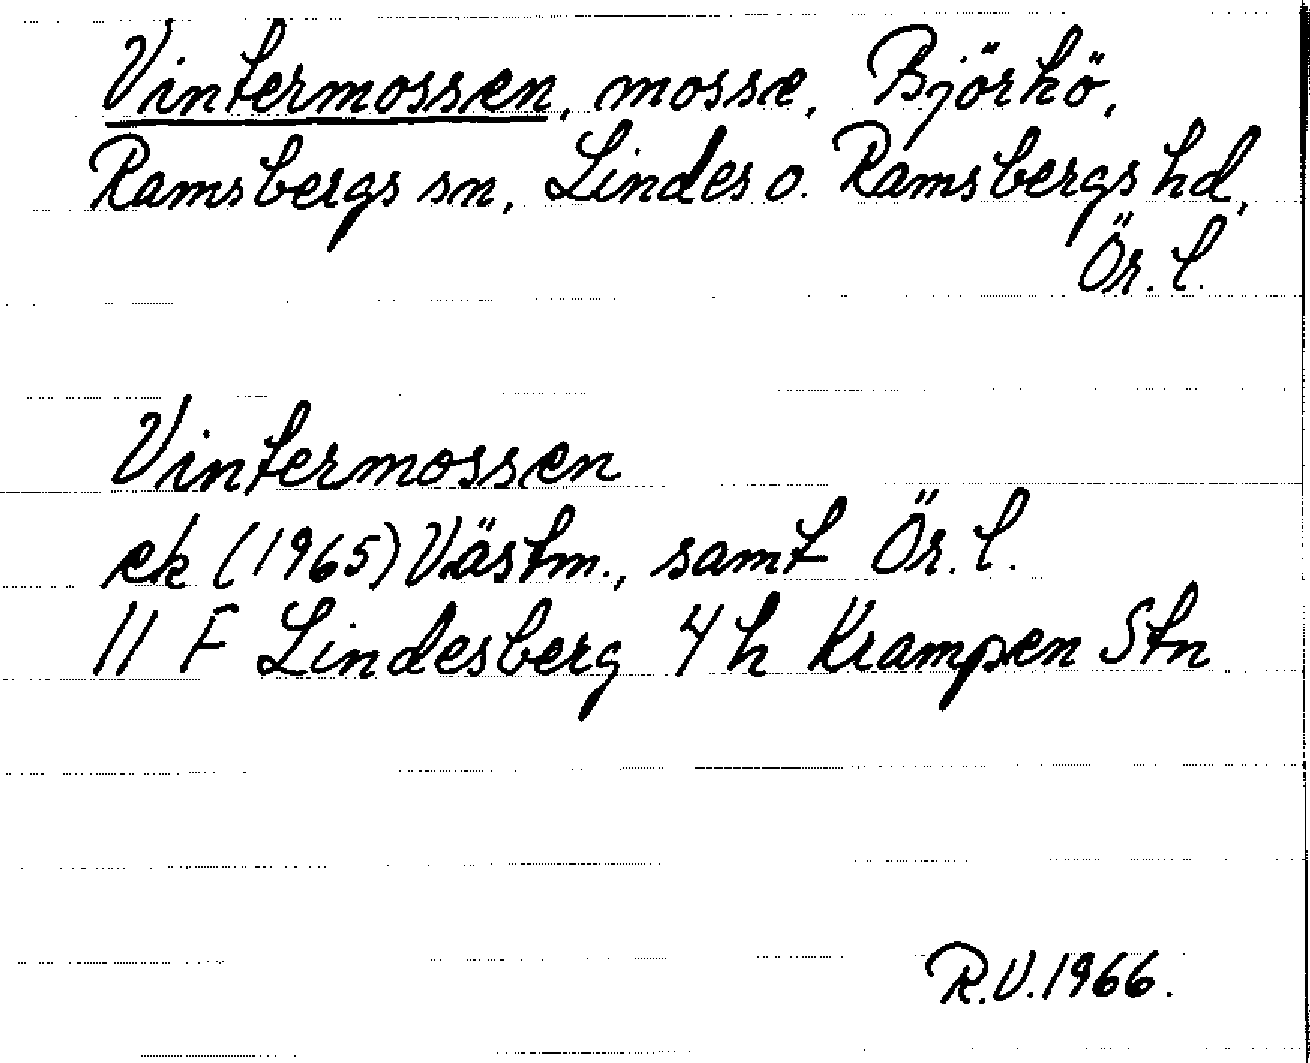 Vintermossen, mosse, Björkö,
Ramsbergs sn, Lindes o. Ramsbergs hd,
Ör. l.
Vintermossen
ek (1965) Västm., samt Ör. l.
11 F Lindesberg 4 h Krampen Stn
R.V. 1966.